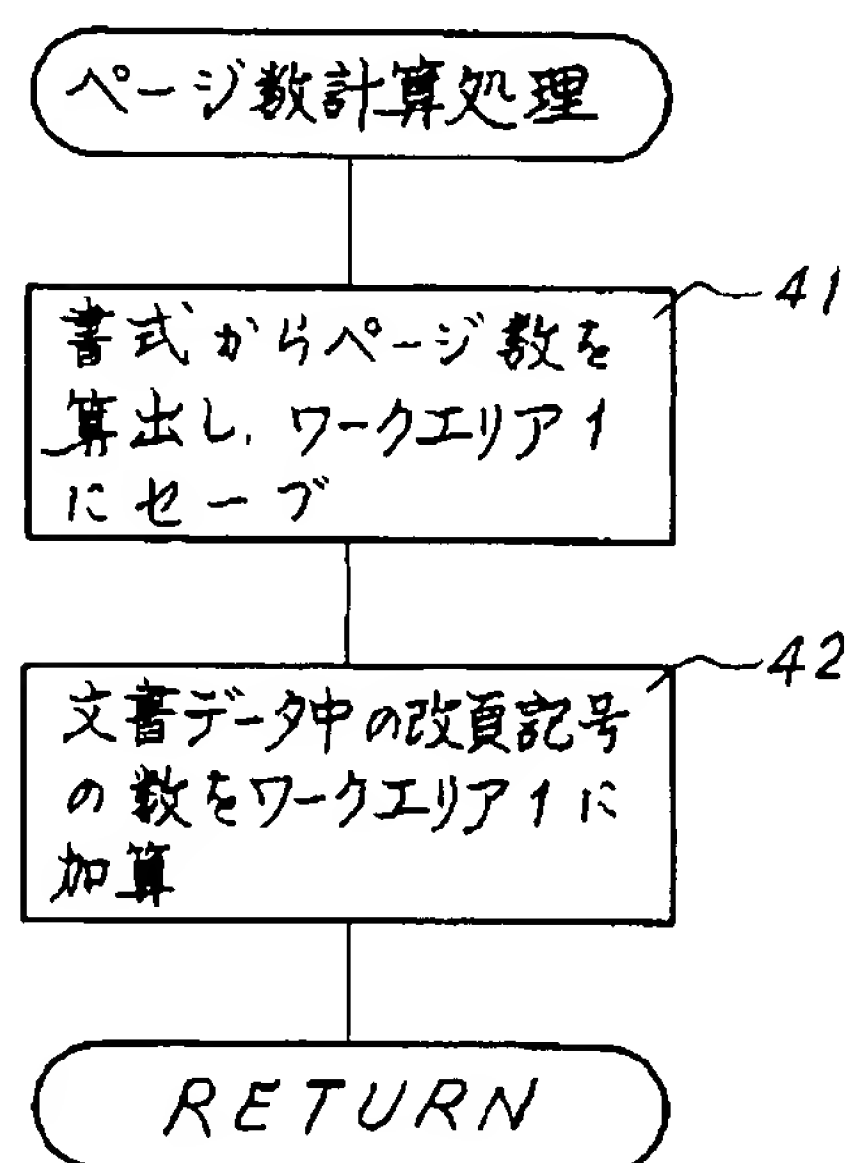 ページ数計算処理
41
書式からページ数を
算出し、ワークエリア1
にセーブ
42
文書データ中の改頁記号
の数をワークエリア1に
加算
RETURN